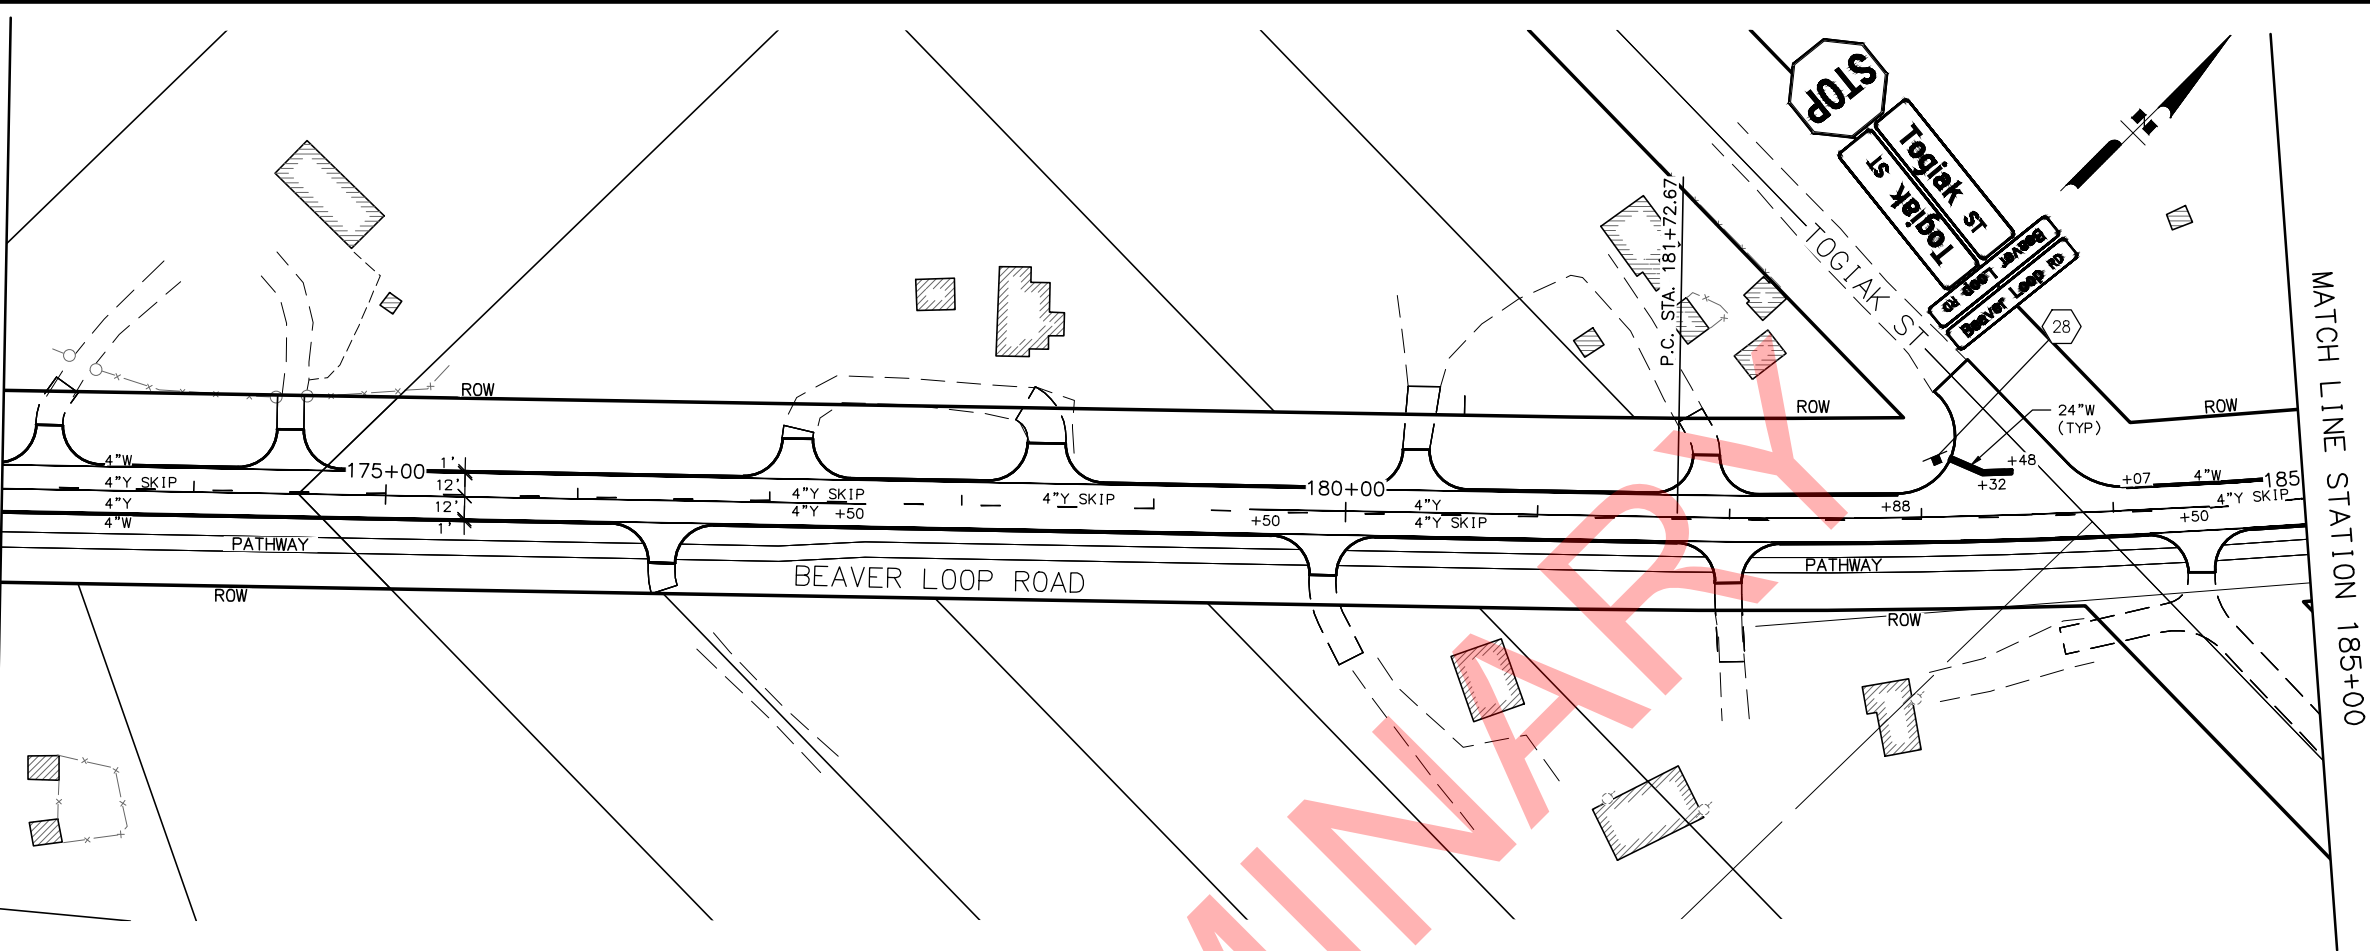 STOP
Togiak ST
Togiak ST
Beaver Loop RD
Beaver Loop RD
N
28
TOGIAK ST
P.C. STA. 181+72.67
MATCH LINE STATION 185+00
24"W
(TYP)
ROW
ROW
ROW
4"W
4"Y SKIP
4"Y
4"W
175+00
1'
12'
12'
1'
4"Y SKIP
4"Y
+50
4"Y SKIP
180+00
+50
4"Y
4"Y SKIP
+88
+32
+48
+07
4"W
185
4"Y SKIP
+50
PATHWAY
BEAVER LOOP ROAD
PATHWAY
ROW
ROW
MINARY